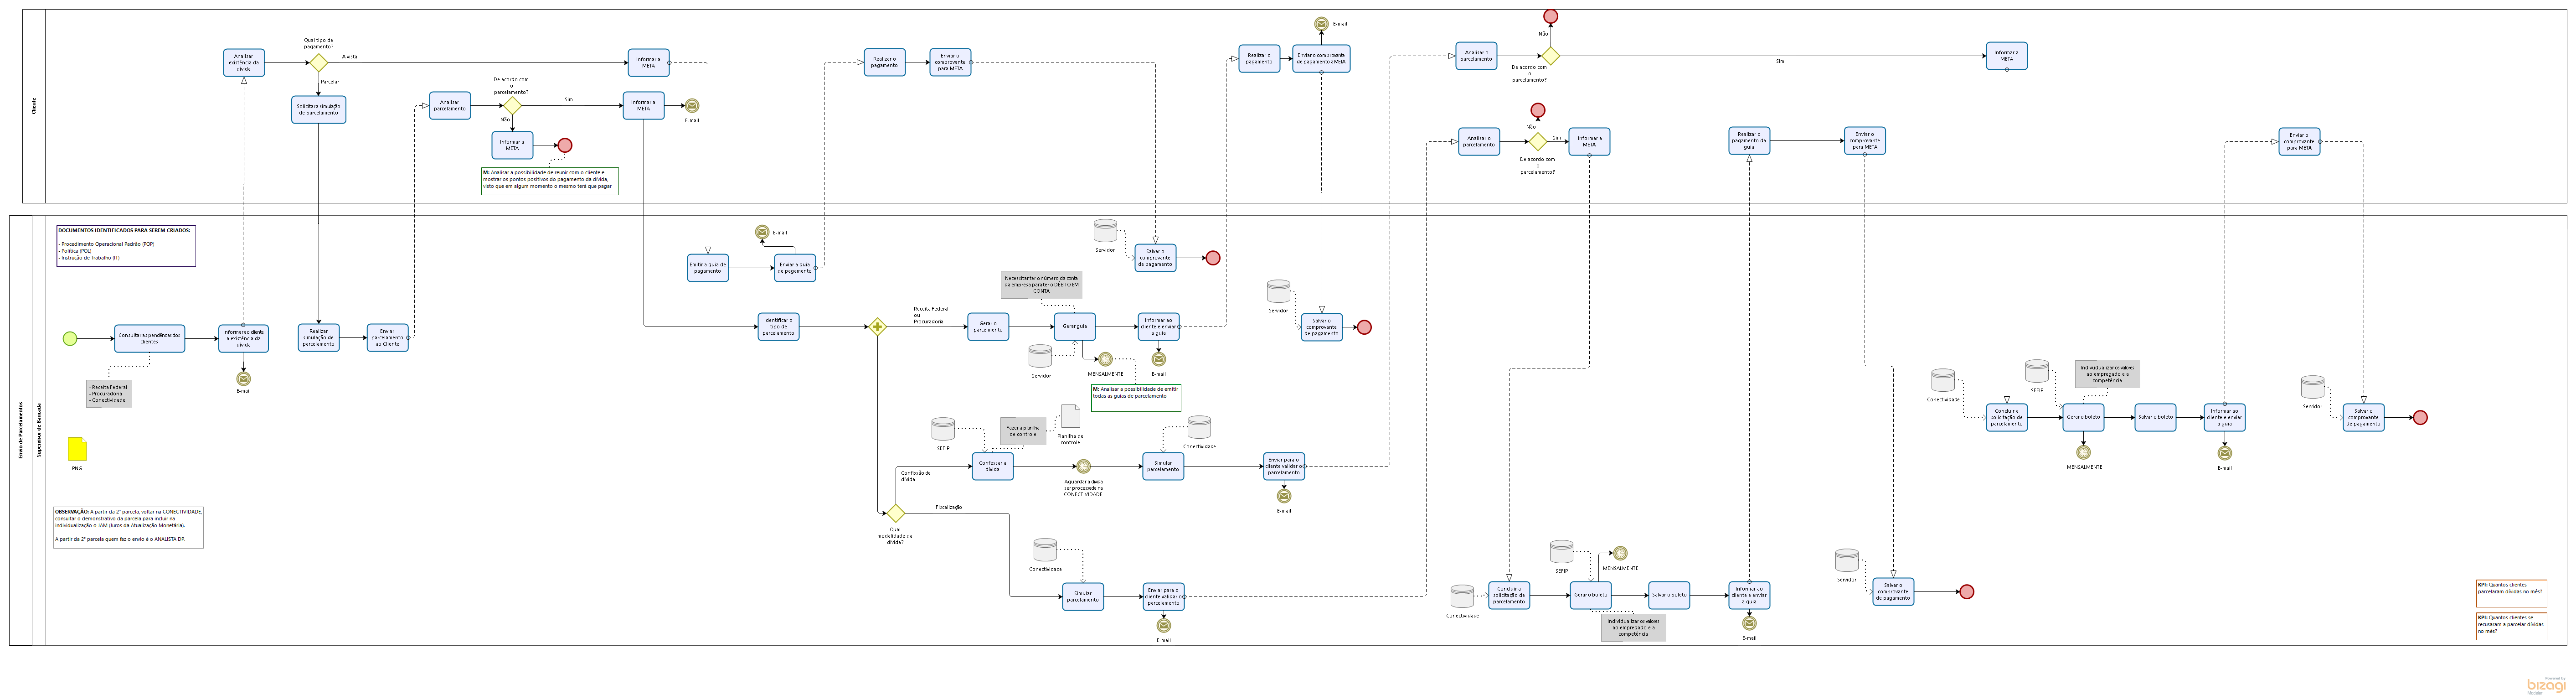 Cliente
Analisar
existência da
dívida
Qual tipo de
pagamento?
A vista
Parcelar
Solicitar a simulação
de parcelamento
Analisar
parcelamento
De acordo com
o
parcelamento?
Sim
Não
Informar a
META
M: Analisar a possibilidade de reunir com o cliente e
mostrar os pontos positivos do pagamento da dívida,
visto que em algum momento o mesmo terá que pagar
Informar a
META
Informar a
META
E-mail
Realizar o
pagamento
Enviar o
comprovante
para META
Realizar o
pagamento
Enviar o comprovante
de pagamento a META
E-mail
Analisar o
parcelamento
Não
De acordo com
o
parcelamento?
Sim
Informar a
META
Analisar o
parcelamento
Não
Sim
De acordo com
o
parcelamento?
Informar a
META
Realizar o
pagamento da
guia
Enviar o
comprovante
para META
Enviar o
comprovante
para META
Envio de Parcelamentos
Supervisor de Bancada
DOCUMENTOS IDENTIFICADOS PARA SEREM CRIADOS:
- Procedimento Operacional Padrão (POP)
- Política (POL)
- Instrução de Trabalho (IT)
Consultar as pendências dos
clientes
- Receita Federal
- Procuradoria
- Conectividade
Informar ao cliente
a existência da
dívida
E-mail
Realizar
simulação de
parcelamento
Enviar
parcelamento
ao Cliente
PNG
OBSERVAÇÃO: A partir da 2ª parcela, voltar na CONECTIVIDADE,
consultar o demonstrativo da parcela para incluir na
individualização o JAM (Juros da Atualização Monetária).
A partir da 2ª parcela quem faz o envio é o ANALISTA DP.
Emitir a guia de
pagamento
Enviar a guia
de pagamento
E-mail
Servidor
Salvar o
comprovante
de pagamento
Identificar o
tipo de
parcelamento
Receita Federal
ou
Procuradoria
Gerar o
parcelmento
Necessitar ter o número da conta
da empresa para ter o DÉBITO EM
CONTA
Gerar guia
Servidor
MENSALMENTE
M: Analisar a possibilidade de emitir
todas as guias de parcelamento
Informar ao
cliente e enviar
a guia
E-mail
Servidor
Salvar o
comprovante
de pagamento
Qual
modalidade da
dívida?
Confissão de
dívida
Fiscalização
SEFIP
Confessar a
dívida
Fazer a planilha
de controle
Planilha de
controle
Aguardar a dívida
ser processada na
CONECTIVIDADE
Simular
parcelamento
Conectividade
Enviar para o
cliente validar o
parcelamento
E-mail
Conectividade
Simular
parcelamento
Enviar para o
cliente validar o
parcelamento
E-mail
Conectividade
Concluir a
solicitação de
parcelamento
SEFIP
Gerar o boleto
MENSALMENTE
Individualizar os valores
ao empregado e a
competência
Salvar o boleto
Informar ao
cliente e enviar
a guia
E-mail
Servidor
Salvar o
comprovante
de pagamento
Conectividade
Concluir a
solicitação de
parcelamento
SEFIP
Gerar o boleto
MENSALMENTE
Indivudualizar os valores
ao empregado e a
competência
Salvar o boleto
Informar ao
cliente e enviar
a guia
E-mail
Servidor
Salvar o
comprovante
de pagamento
KPI: Quantos clientes
parcelaram dívidas no mês?
KPI: Quantos clientes se
recusaram a parcelar dívidas
no mês?
Powered by
bizagi
Modeler